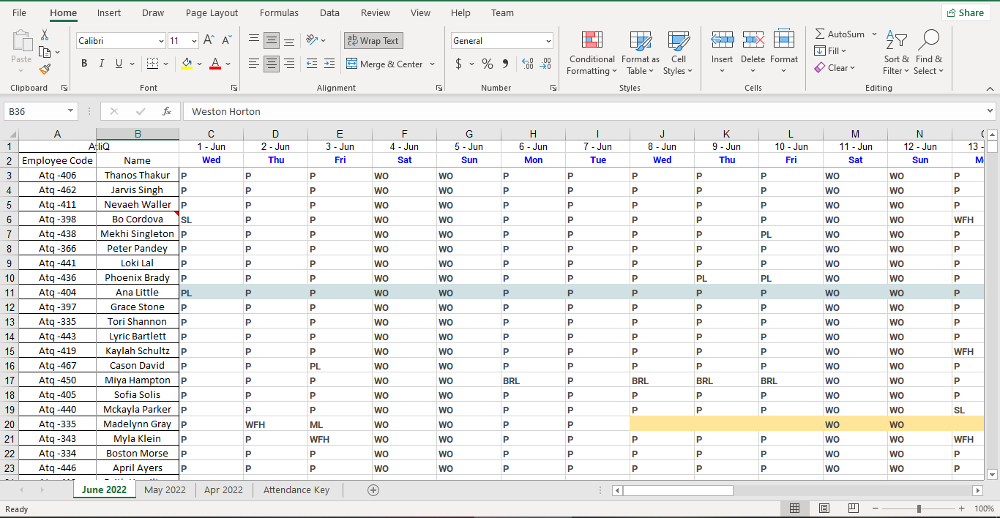 File Home Insert Draw Page Layout Formulas Data Review View Help Team Share
Paste
Clipboard
Calibri 11 A A
B I U A
Font
ab Wrap Text
Merge & Center
Alignment
General
$ % 9 .00 .00
Number
Conditional Formatting Format as Table Cell Styles
Styles
Insert Delete Format
Cells
AutoSum
Fill
Clear
Sort & Filter Find & Select
Editing
B36 fx Weston Horton
A B C D E F G H I J K L M N
1 AtliQ 1 - Jun 2 - Jun 3 - Jun 4 - Jun 5 - Jun 6 - Jun 7 - Jun 8 - Jun 9 - Jun 10 - Jun 11 - Jun 12 - Jun 13 -
2 Employee Code Name Wed Thu Fri Sat Sun Mon Tue Wed Thu Fri Sat Sun
3 Atq -406 Thanos Thakur P P P WO WO P P P P P WO WO P
4 Atq -462 Jarvis Singh P P P WO WO P P P P P WO WO P
5 Atq -411 Nevaeh Waller P P P WO WO P P P P P WO WO P
6 Atq -398 Bo Cordova SL P P WO WO P P P P P WO WO WFH
7 Atq -438 Mekhi Singleton P P P WO WO P P P P PL WO WO P
8 Atq -366 Peter Pandey P P P WO WO P P P P P WO WO P
9 Atq -441 Loki Lal P P P WO WO P P P P P WO WO P
10 Atq -436 Phoenix Brady P P P WO WO P P P PL PL WO WO P
11 Atq -404 Ana Little PL P P WO WO P P P P P WO WO P
12 Atq -397 Grace Stone P P P WO WO P P P P P WO WO P
13 Atq -335 Tori Shannon P P P WO WO P P P P P WO WO P
14 Atq -443 Lyric Bartlett P P P WO WO P P P P P WO WO P
15 Atq -419 Kaylah Schultz P P P WO WO P P P P P WO WO WFH
16 Atq -467 Cason David P P PL WO WO P P P P P WO WO P
17 Atq -450 Miya Hampton P P P WO WO BRL P BRL BRL BRL WO WO P
18 Atq -405 Sofia Solis P P P WO WO P P P P P WO WO P
19 Atq -440 Mckayla Parker P P P WO WO P P P P P WO WO SL
20 Atq -335 Madelynn Gray P WFH ML WO WO P P WO WO
21 Atq -343 Myla Klein P P WFH WO WO P P P P P WO WO WFH
22 Atq -334 Boston Morse P P P WO WO P P P P P WO WO P
23 Atq -446 April Ayers P P P WO WO P P P P P WO WO P
June 2022 May 2022 Apr 2022 Attendance Key
Ready 100%